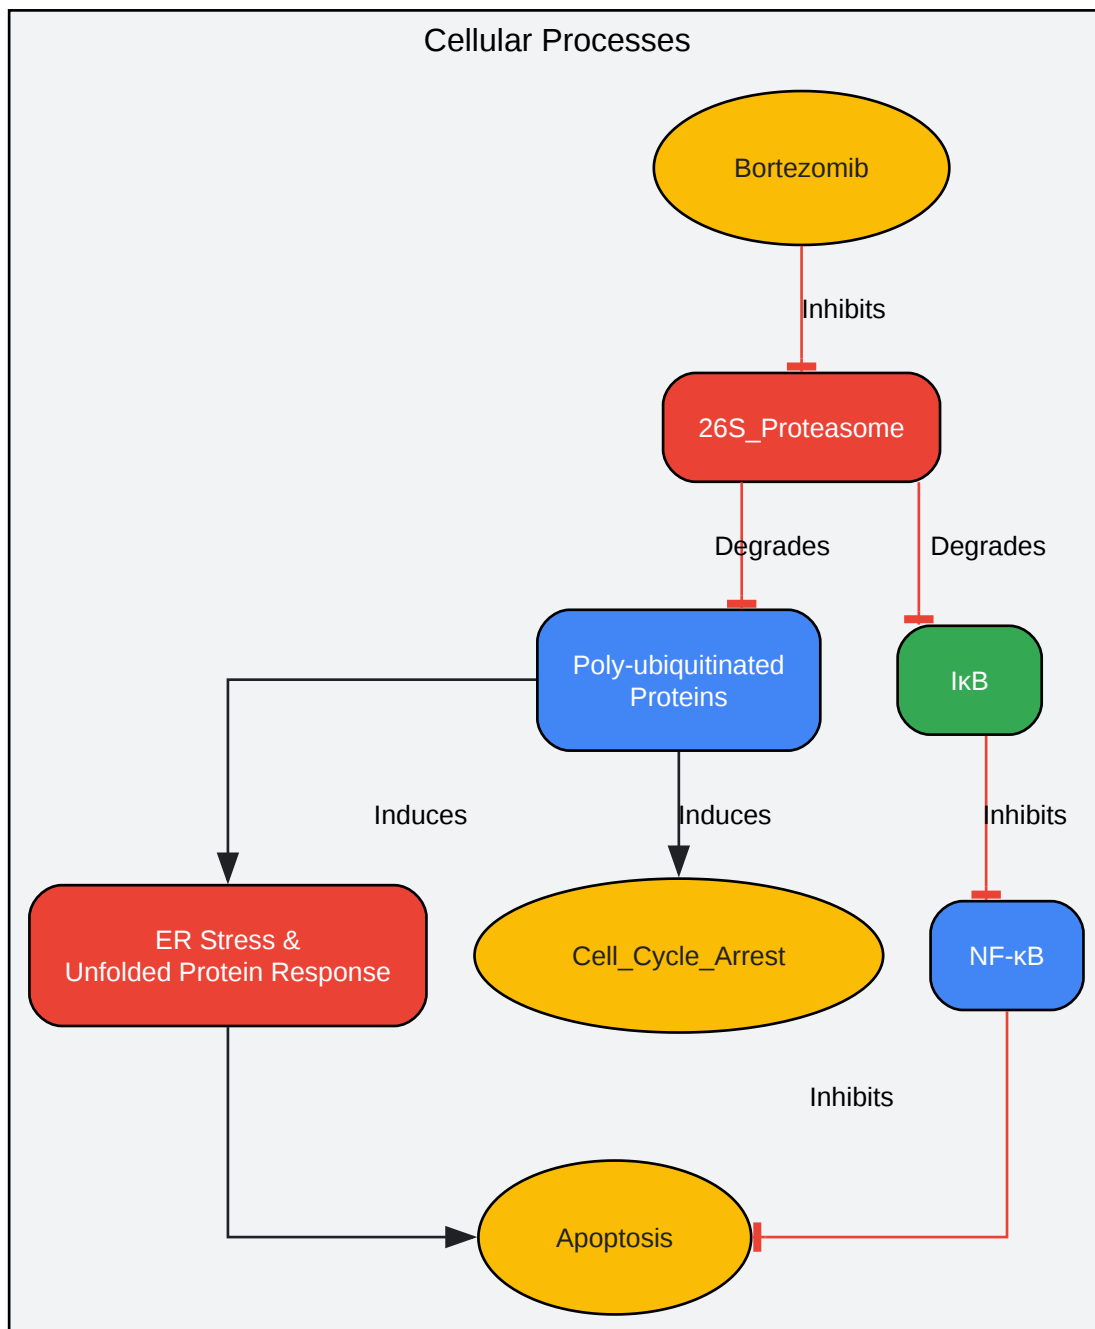 Cellular Processes
Bortezomib
Inhibits
26S_Proteasome
Degrades
Degrades
Poly-ubiquitinated
Proteins
IκB
Induces
Induces
Inhibits
ER Stress &
Unfolded Protein Response
Cell_Cycle_Arrest
NF-κB
Inhibits
Apoptosis